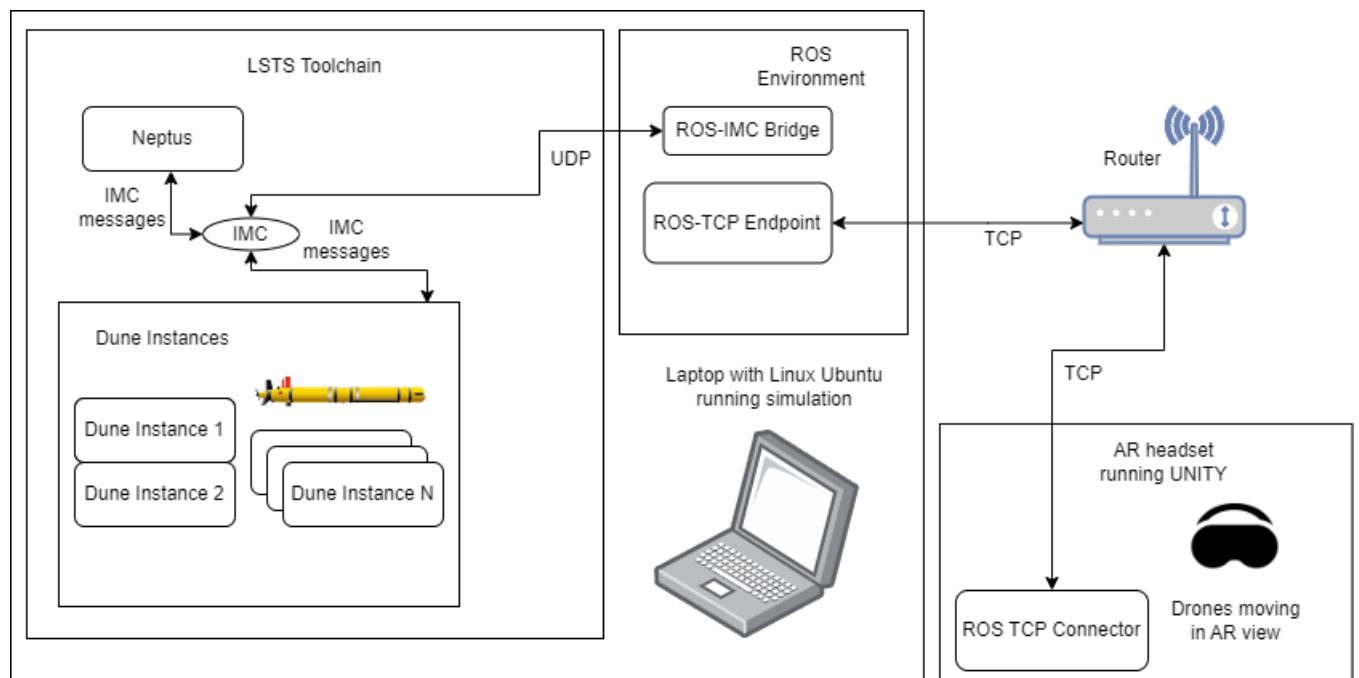 LSTS Toolchain
Neptus
IMC
messages
IMC
IMC
messages
UDP
Dune Instances
Dune Instance 1
Dune Instance 2
Dune Instance N
ROS
Environment
ROS-IMC Bridge
ROS-TCP Endpoint
TCP
Router
TCP
Laptop with Linux Ubuntu
running simulation
AR headset
running UNITY
ROS TCP Connector
Drones moving
in AR view